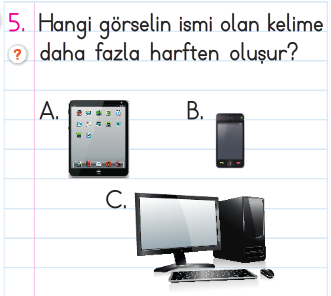 5. Hangi görselin ismi olan kelime
? daha fazla harften oluşur?
A.
B.
C.